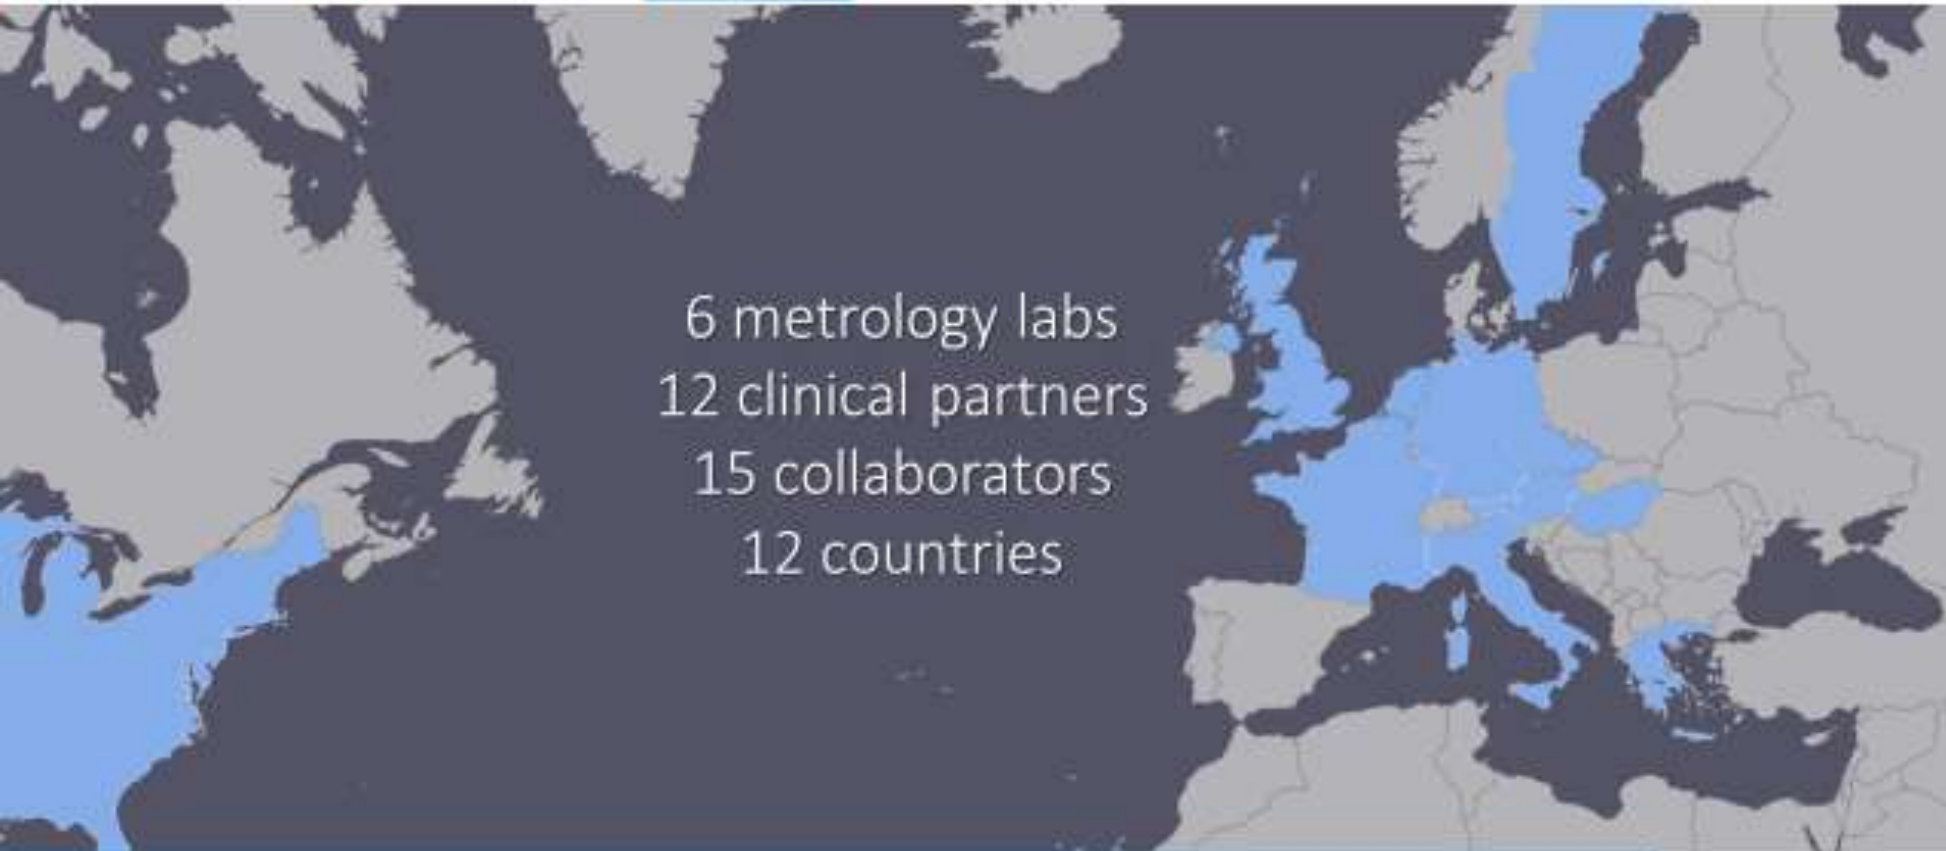 6 metrology labs
12 clinical partners
15 collaborators
12 countries